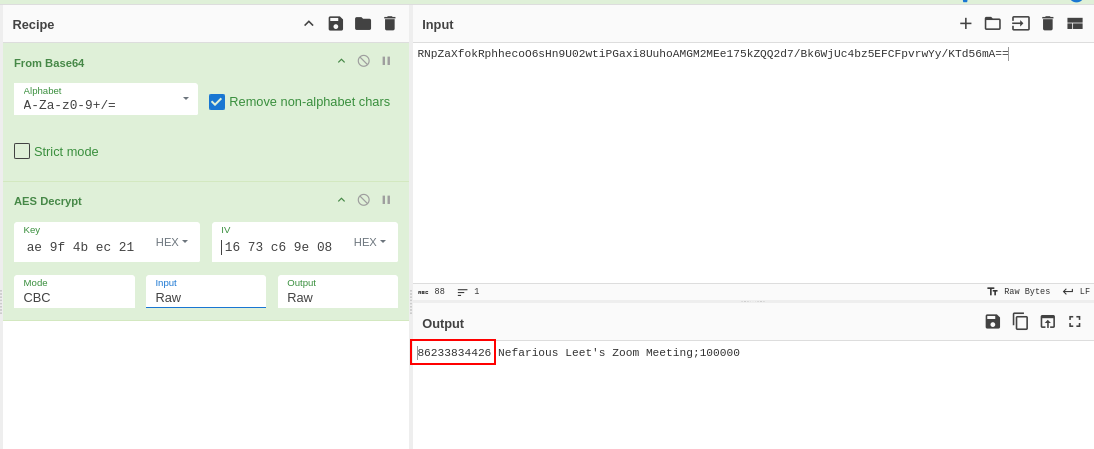 Recipe
Input
From Base64
Alphabet
A-Za-z0-9+/=
Remove non-alphabet chars
Strict mode
AES Decrypt
Key
ae 9f 4b ec 21
HEX
IV
16 73 c6 9e 08
HEX
Mode
CBC
Input
Raw
Output
Raw
RNpZaXfokRphhecoO6sHn9U02wtiPGaxi8UuhoAMGM2MEe175kZQQ2d7/Bk6WjUc4bz5EFCFpvrwYy/KTd56mA==
ABC 88 1
Raw Bytes LF
Output
86233834426 Nefarious Leet's Zoom Meeting;100000